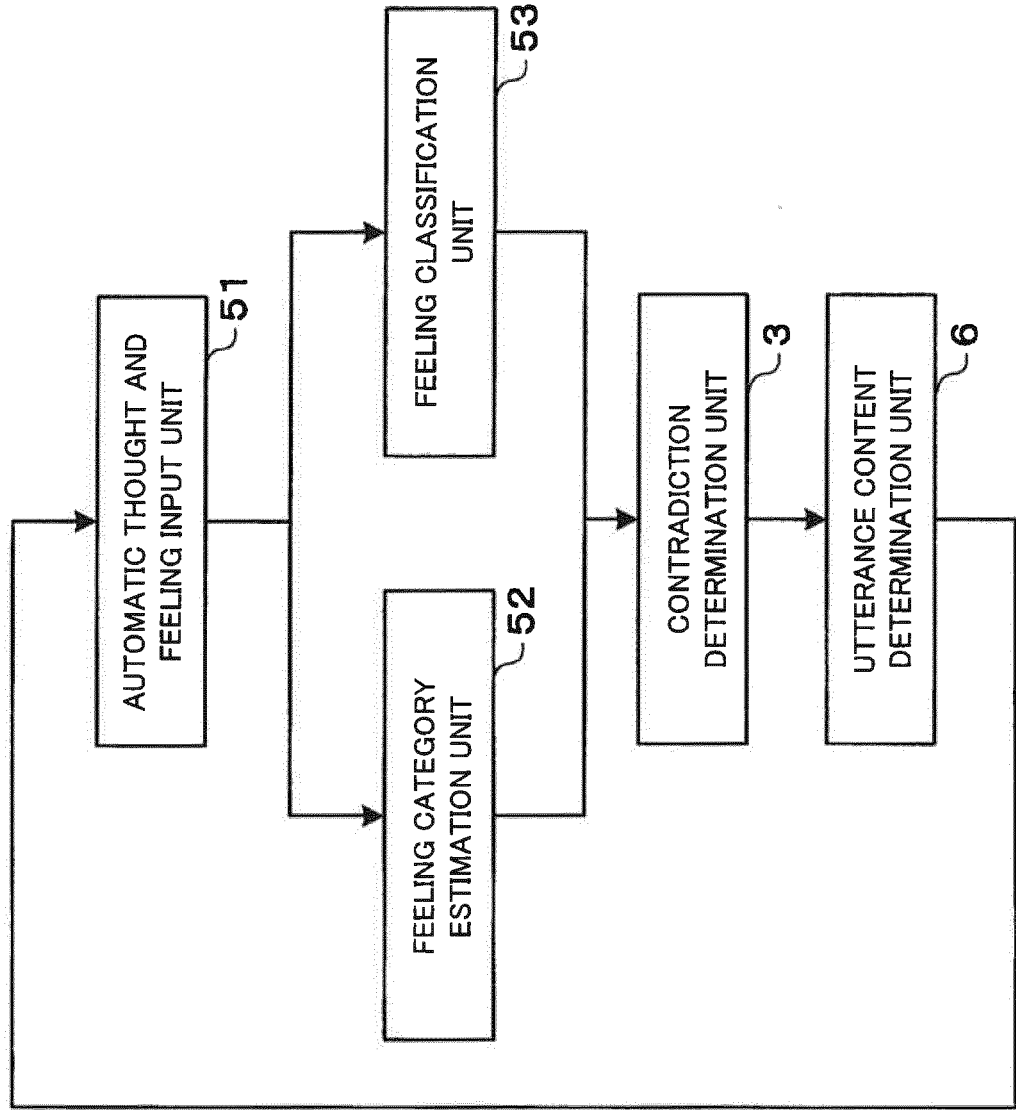 AUTOMATIC THOUGHT AND
FEELING INPUT UNIT
51
FEELING CATEGORY
ESTIMATION UNIT
52
FEELING CLASSIFICATION
UNIT
53
CONTRADICTION
DETERMINATION UNIT
3
UTTERANCE CONTENT
DETERMINATION UNIT
6